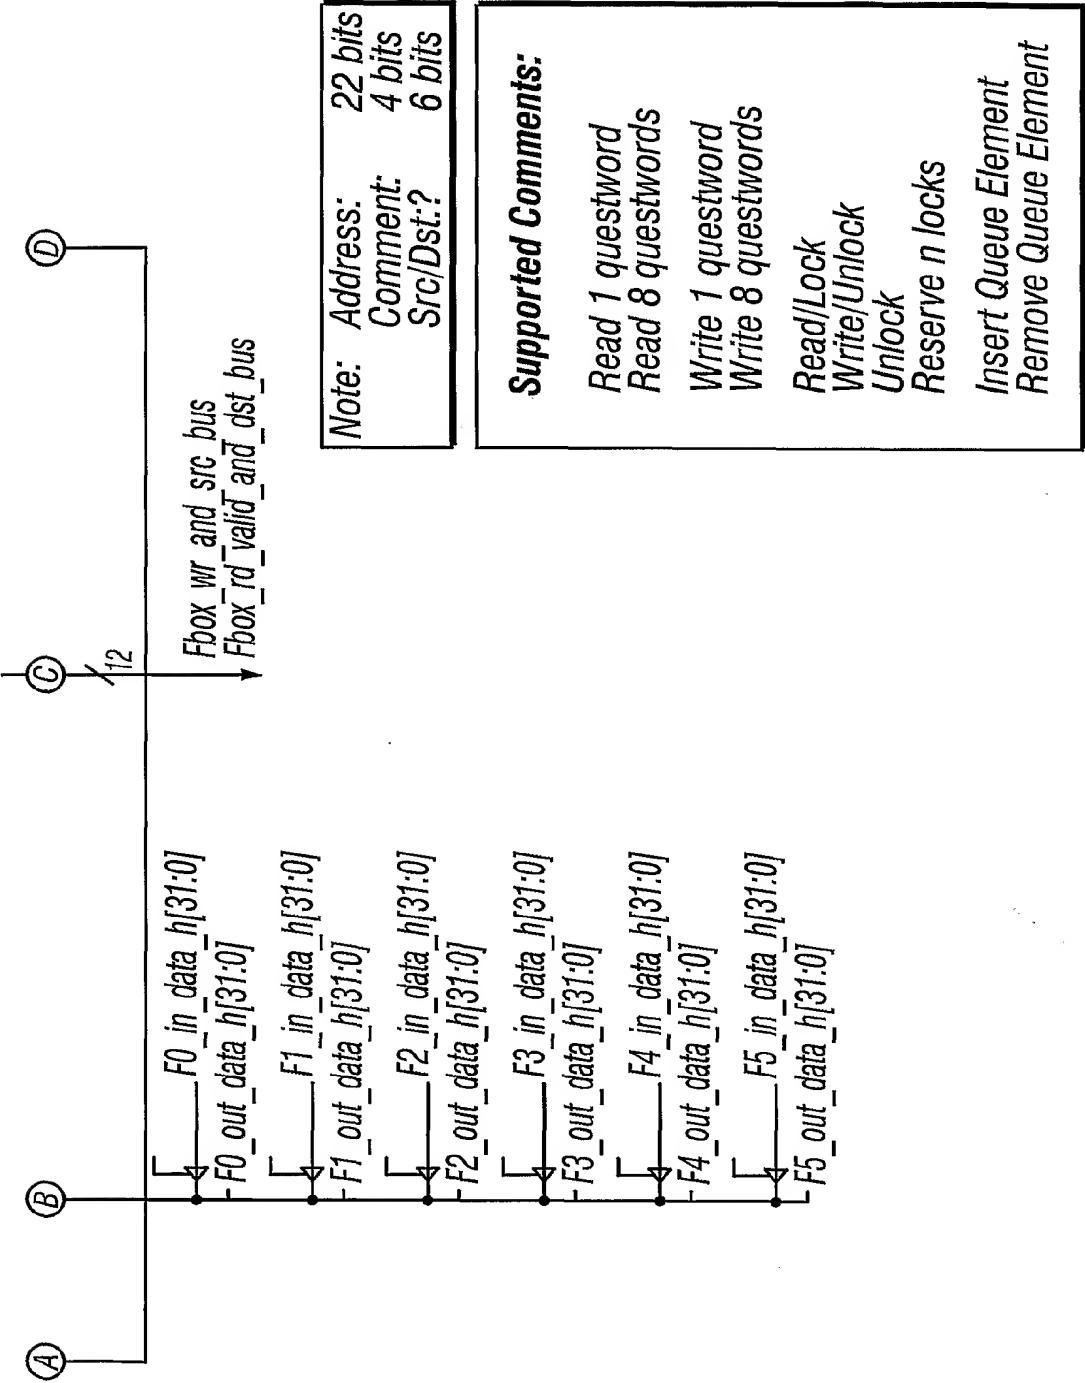 A
B
C
D
12
Fbox_wr_and_src_bus
Fbox_rd_valid_and_dst_bus
F0_in_data_h[31:0]
F0_out_data_h[31:0]
F1_in_data_h[31:0]
F1_out_data_h[31:0]
F2_in_data_h[31:0]
F2_out_data_h[31:0]
F3_in_data_h[31:0]
F3_out_data_h[31:0]
F4_in_data_h[31:0]
F4_out_data_h[31:0]
F5_in_data_h[31:0]
F5_out_data_h[31:0]
Note: Address: 22 bits
Comment: 4 bits
Src/Dst:? 6 bits
Supported Comments:
Read 1 questword
Read 8 questwords
Write 1 questword
Write 8 questwords
Read/Lock
Write/Unlock
Unlock
Reserve n locks
Insert Queue Element
Remove Queue Element